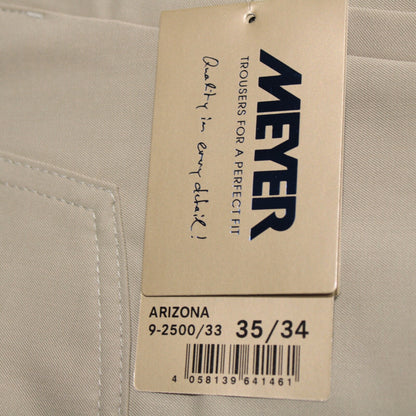 MEYER
TROUSERS FOR A PERFECT FIT
Quality in every detail!
ARIZONA
9-2500/33 35/34
4 058139 641461